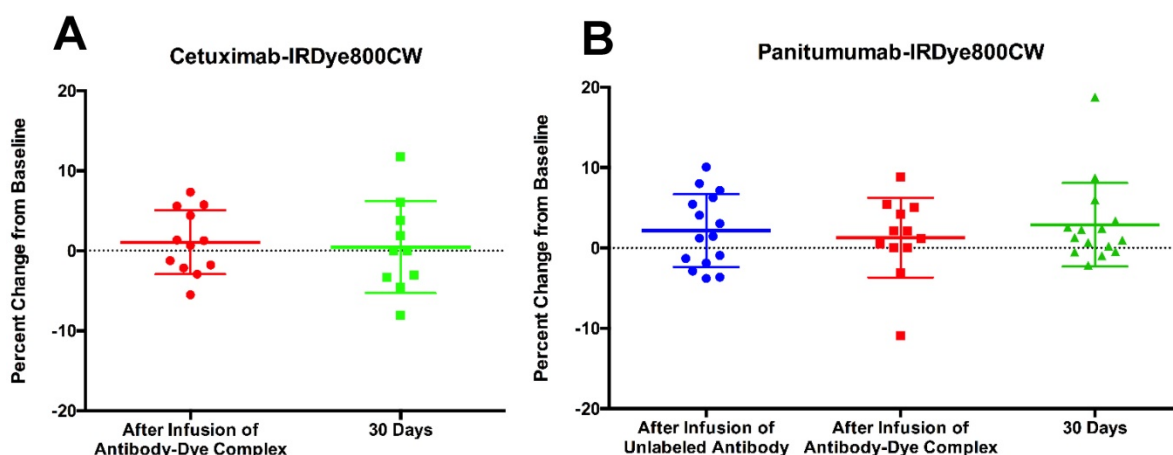 A
Cetuximab-IRDye800CW
Percent Change from Baseline
20
10
0
-10
-20
After Infusion of
Antibody-Dye Complex
30 Days
B
Panitumumab-IRDye800CW
Percent Change from Baseline
20
10
0
-10
-20
After Infusion of
Unlabeled Antibody
After Infusion of
Antibody-Dye Complex
30 Days